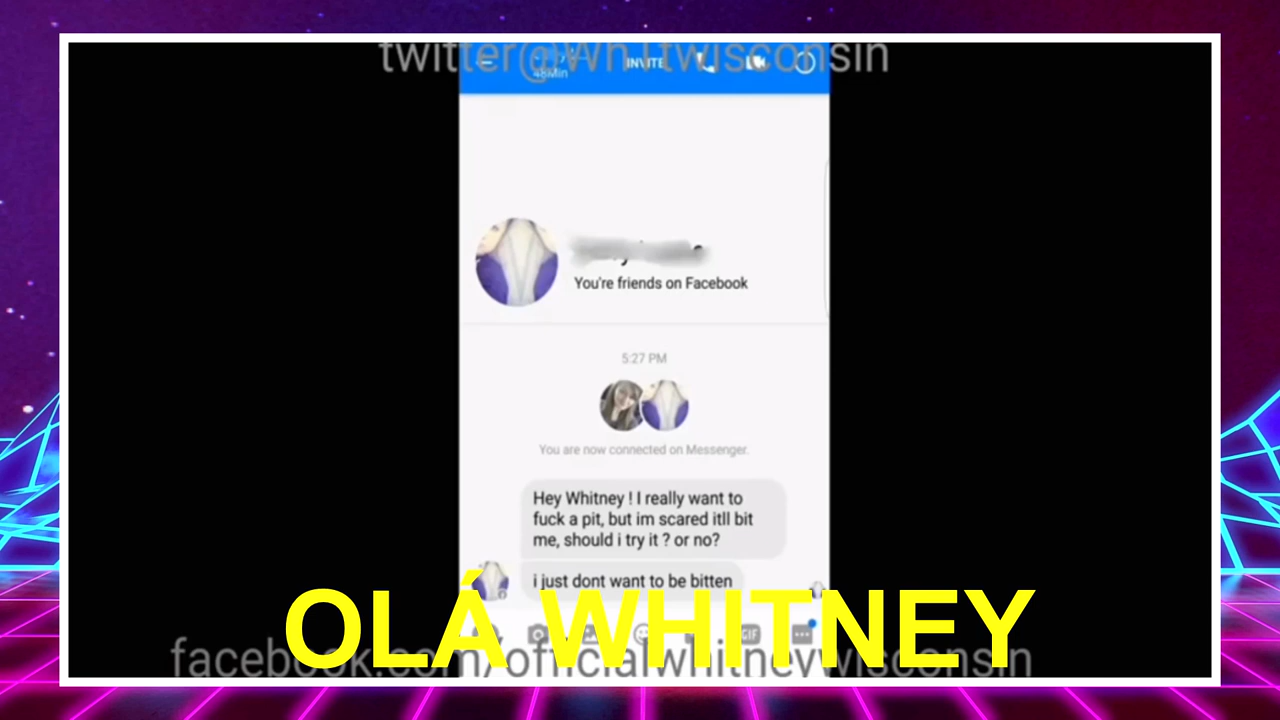 twitter@WhTtwisconsin
INVITE
48Min
You're friends on Facebook
5:27 PM
You are now connected on Messenger.
Hey Whitney ! I really want to
fuck a pit, but im scared itll bit
me, should i try it ? or no?
i just dont want to be bitten
OLÁ WHITNEY
GIF
facebook.com/officialwhitneywisconsin